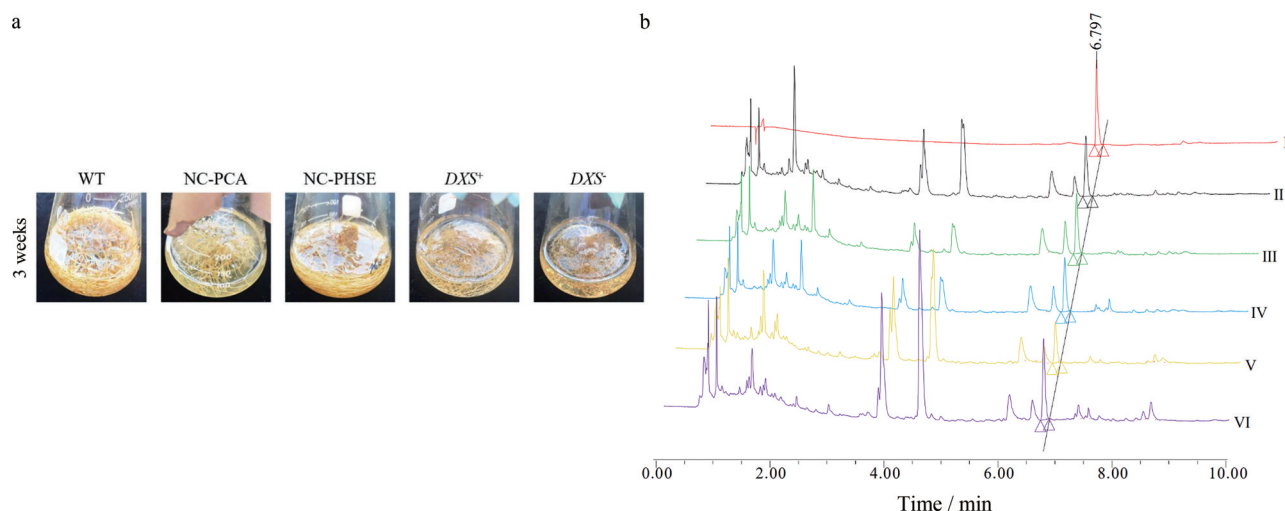 a
b
3 weeks
WT
NC-PCA
NC-PHSE
DXS⁺
DXS⁻
6.797
I
II
III
IV
V
VI
0.00 2.00 4.00 6.00 8.00 10.00
Time / min